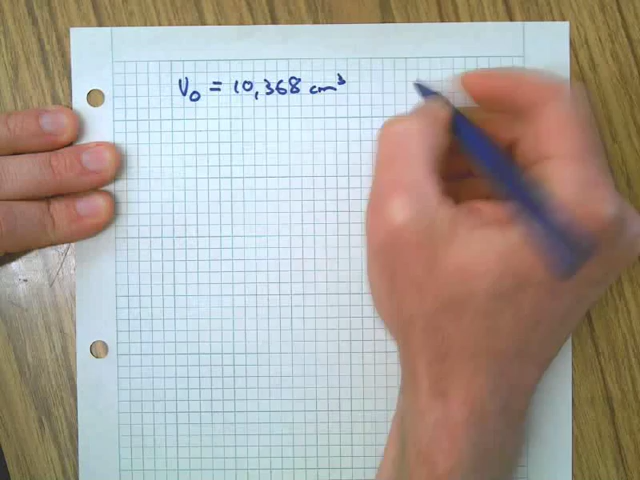 V₀ = 10,368 cm³